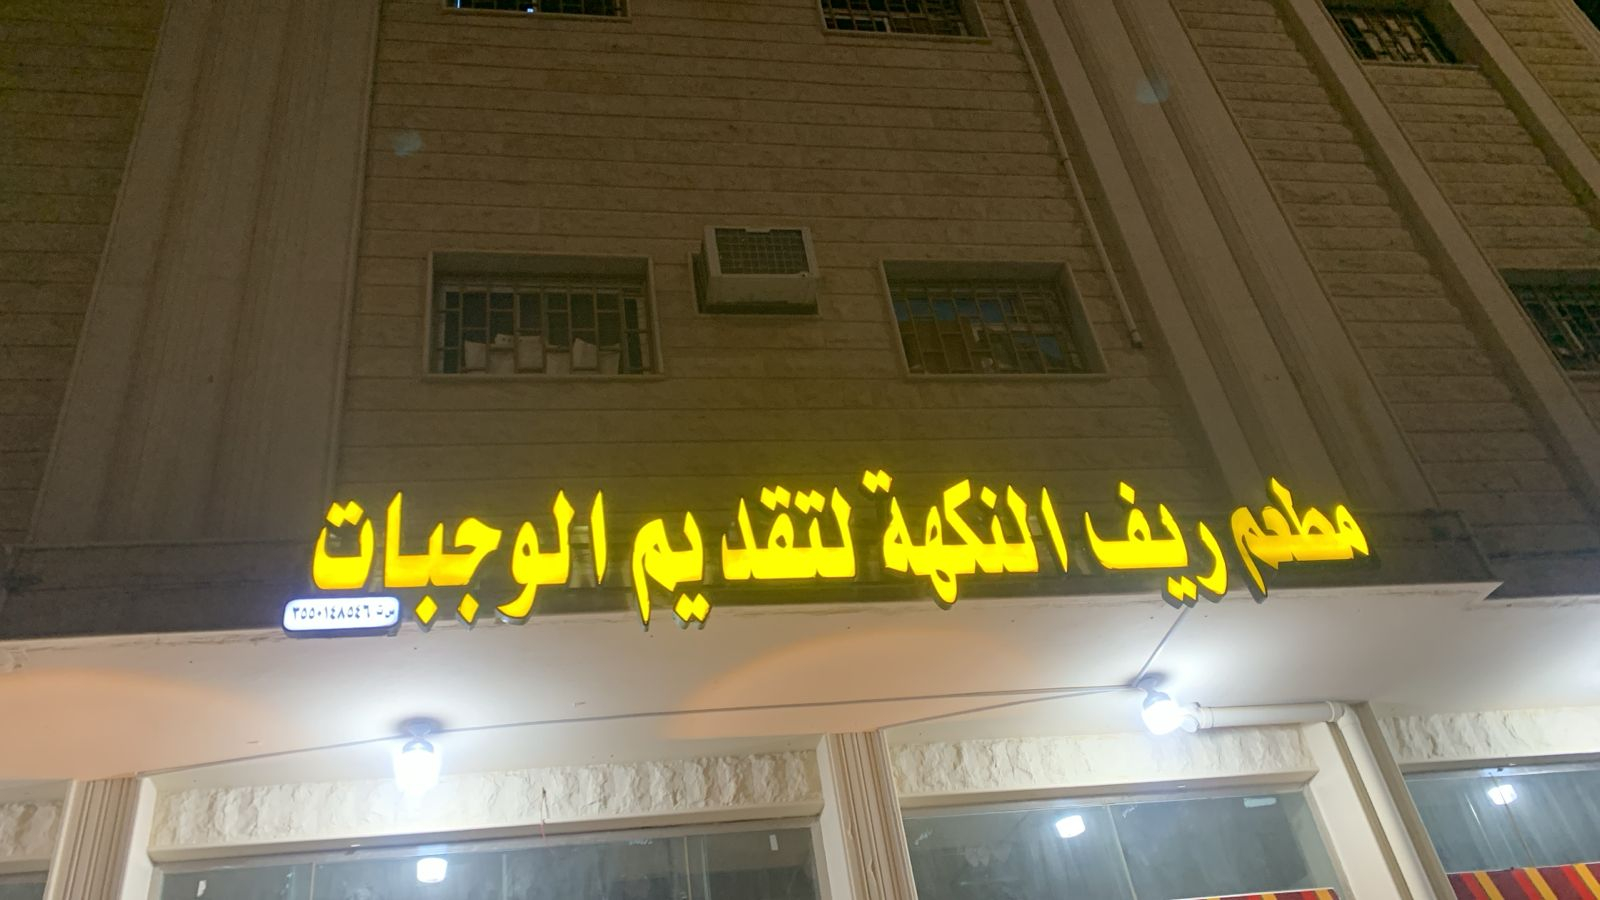 مطعم ريف النكهة لتقديم الوجبات
س ت ٣٥٥٠١٤٨٥٤٦